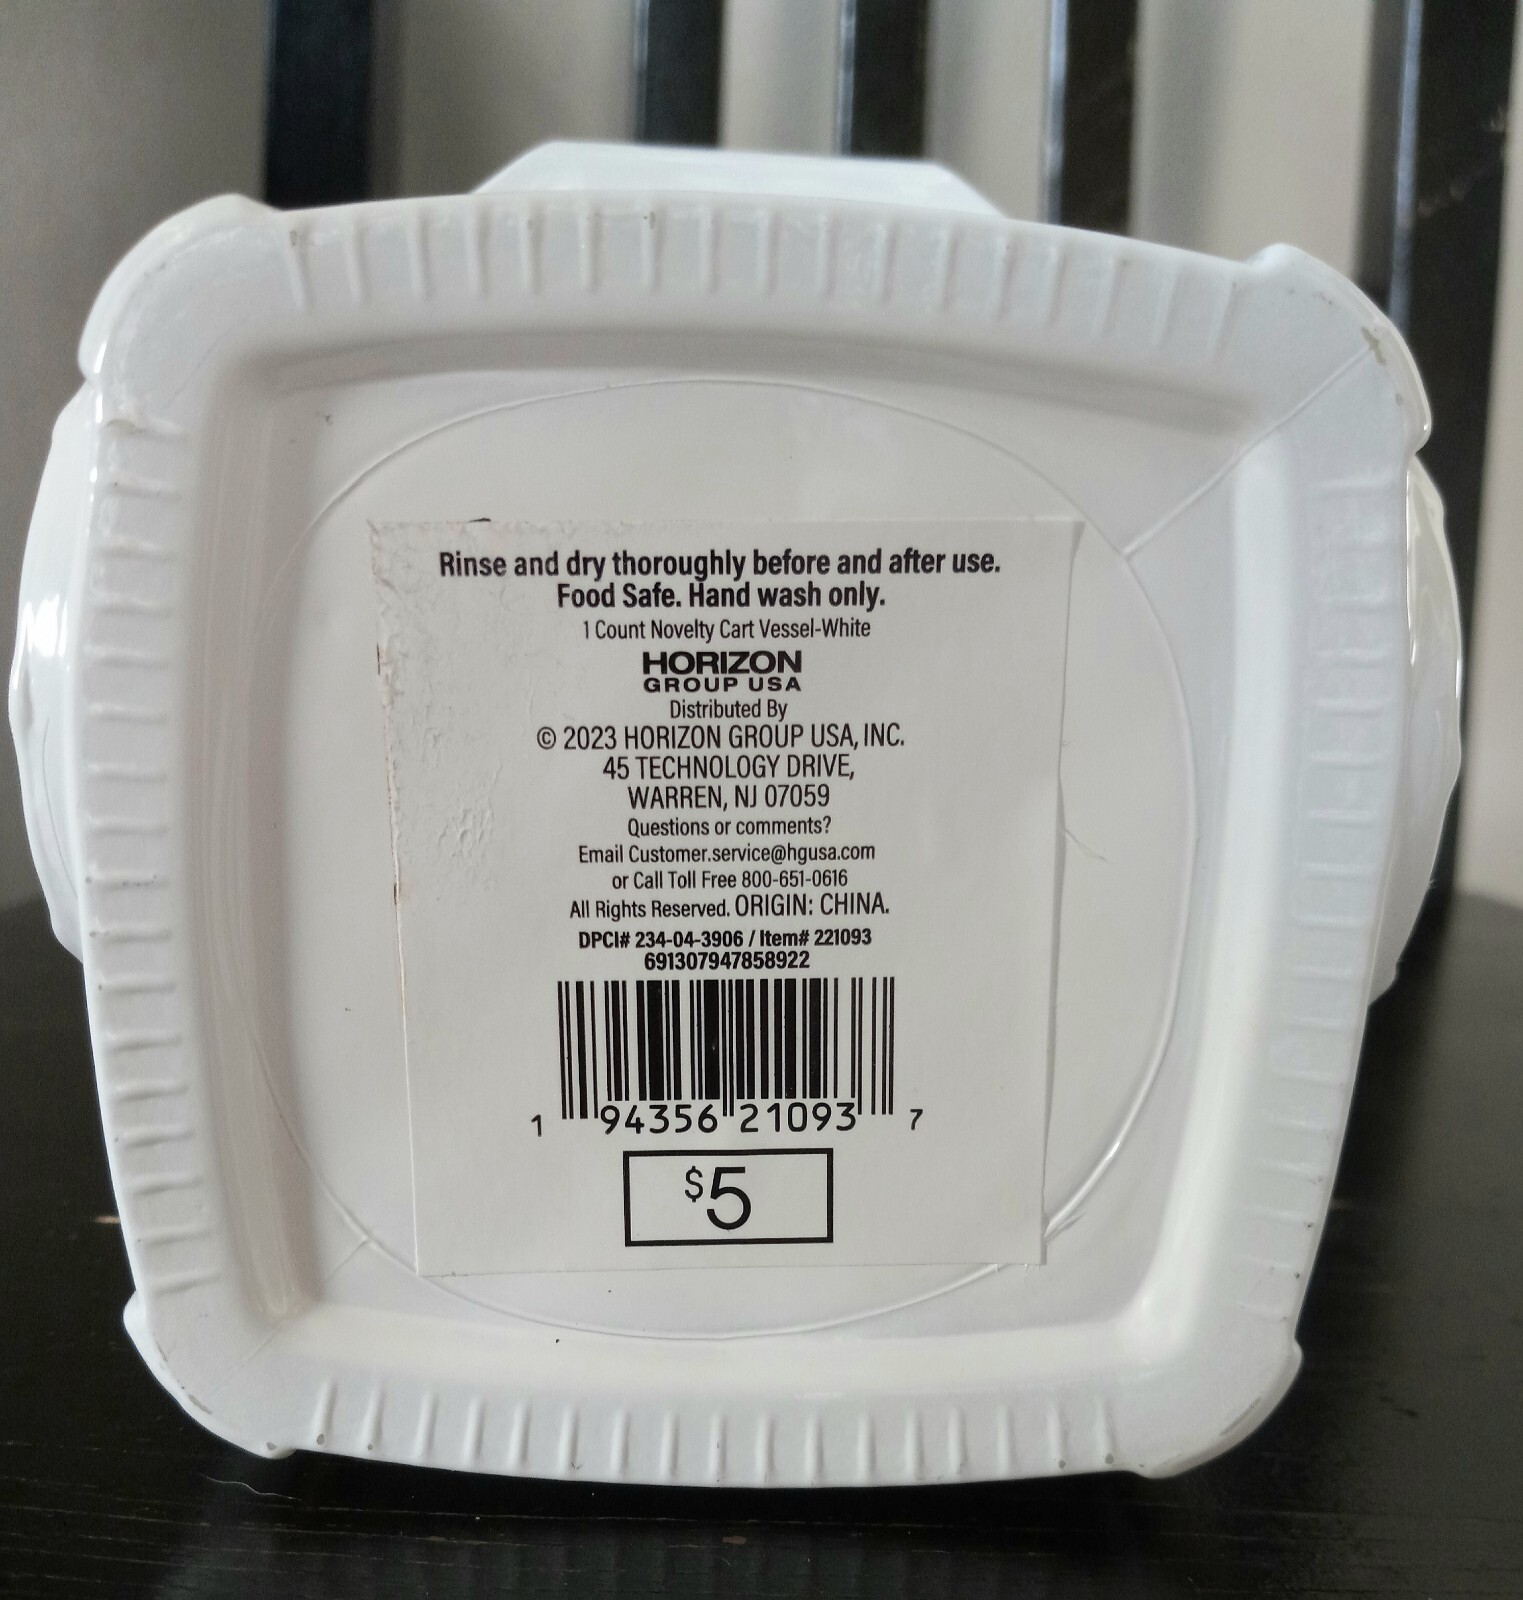 Rinse and dry thoroughly before and after use.
Food Safe. Hand wash only.
1 Count Novelty Cart Vessel-White
HORIZON
GROUP USA
Distributed By
© 2023 HORIZON GROUP USA, INC.
45 TECHNOLOGY DRIVE,
WARREN, NJ 07059
Questions or comments?
Email Customer.service@hgusa.com
or Call Toll Free 800-651-0616
All Rights Reserved. ORIGIN: CHINA.
DPCI# 234-04-3906 / Item# 221093
691307947858922
1 94356 21093 7
$5